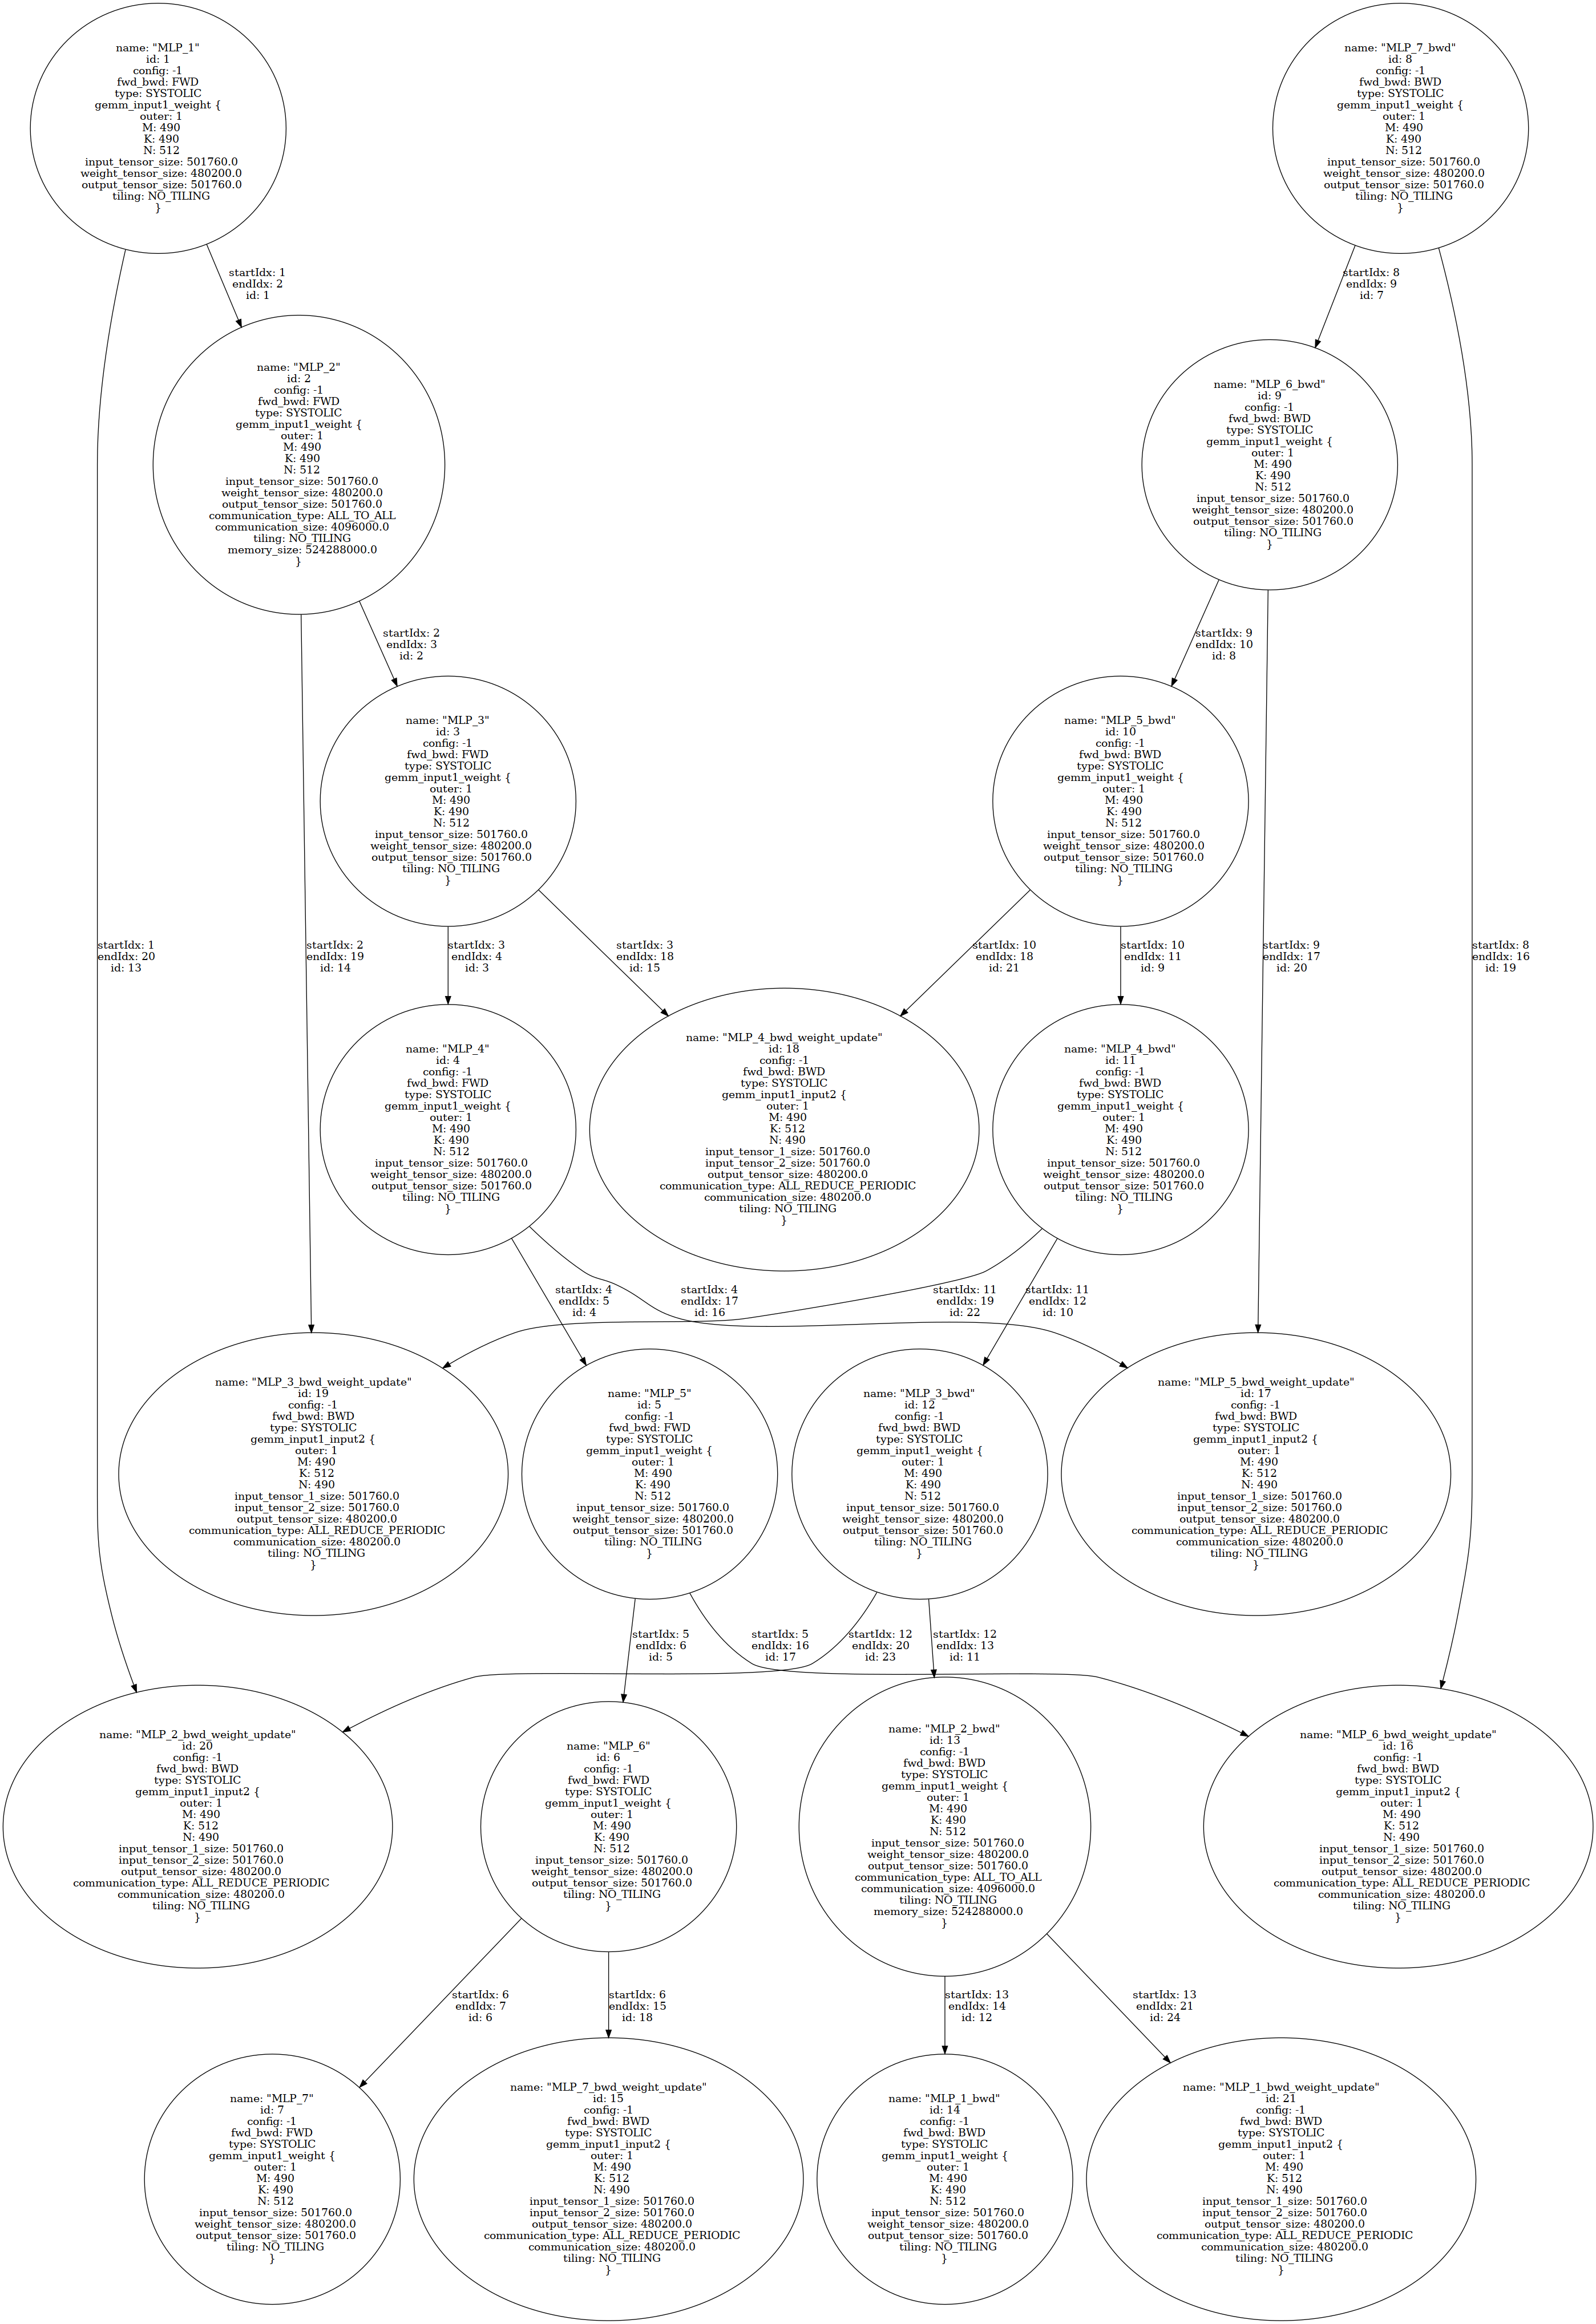 name: "MLP_1"
id: 1
config: -1
fwd_bwd: FWD
type: SYSTOLIC
gemm_input1_weight {
outer: 1
M: 490
K: 490
N: 512
input_tensor_size: 501760.0
weight_tensor_size: 480200.0
output_tensor_size: 501760.0
tiling: NO_TILING
}
name: "MLP_7_bwd"
id: 8
config: -1
fwd_bwd: BWD
type: SYSTOLIC
gemm_input1_weight {
outer: 1
M: 490
K: 490
N: 512
input_tensor_size: 501760.0
weight_tensor_size: 480200.0
output_tensor_size: 501760.0
tiling: NO_TILING
}
startIdx: 1
endIdx: 2
id: 1
startIdx: 8
endIdx: 9
id: 7
name: "MLP_2"
id: 2
config: -1
fwd_bwd: FWD
type: SYSTOLIC
gemm_input1_weight {
outer: 1
M: 490
K: 490
N: 512
input_tensor_size: 501760.0
weight_tensor_size: 480200.0
output_tensor_size: 501760.0
communication_type: ALL_TO_ALL
communication_size: 4096000.0
tiling: NO_TILING
memory_size: 524288000.0
}
name: "MLP_6_bwd"
id: 9
config: -1
fwd_bwd: BWD
type: SYSTOLIC
gemm_input1_weight {
outer: 1
M: 490
K: 490
N: 512
input_tensor_size: 501760.0
weight_tensor_size: 480200.0
output_tensor_size: 501760.0
tiling: NO_TILING
}
startIdx: 2
endIdx: 3
id: 2
startIdx: 9
endIdx: 10
id: 8
name: "MLP_3"
id: 3
config: -1
fwd_bwd: FWD
type: SYSTOLIC
gemm_input1_weight {
outer: 1
M: 490
K: 490
N: 512
input_tensor_size: 501760.0
weight_tensor_size: 480200.0
output_tensor_size: 501760.0
tiling: NO_TILING
}
name: "MLP_5_bwd"
id: 10
config: -1
fwd_bwd: BWD
type: SYSTOLIC
gemm_input1_weight {
outer: 1
M: 490
K: 490
N: 512
input_tensor_size: 501760.0
weight_tensor_size: 480200.0
output_tensor_size: 501760.0
tiling: NO_TILING
}
startIdx: 1
endIdx: 20
id: 13
startIdx: 2
endIdx: 19
id: 14
startIdx: 3
endIdx: 4
id: 3
startIdx: 3
endIdx: 18
id: 15
startIdx: 10
endIdx: 18
id: 21
startIdx: 10
endIdx: 11
id: 9
startIdx: 9
endIdx: 17
id: 20
startIdx: 8
endIdx: 16
id: 19
name: "MLP_4"
id: 4
config: -1
fwd_bwd: FWD
type: SYSTOLIC
gemm_input1_weight {
outer: 1
M: 490
K: 490
N: 512
input_tensor_size: 501760.0
weight_tensor_size: 480200.0
output_tensor_size: 501760.0
tiling: NO_TILING
}
name: "MLP_4_bwd_weight_update"
id: 18
config: -1
fwd_bwd: BWD
type: SYSTOLIC
gemm_input1_input2 {
outer: 1
M: 490
K: 512
N: 490
input_tensor_1_size: 501760.0
input_tensor_2_size: 501760.0
output_tensor_size: 480200.0
communication_type: ALL_REDUCE_PERIODIC
communication_size: 480200.0
tiling: NO_TILING
}
name: "MLP_4_bwd"
id: 11
config: -1
fwd_bwd: BWD
type: SYSTOLIC
gemm_input1_weight {
outer: 1
M: 490
K: 490
N: 512
input_tensor_size: 501760.0
weight_tensor_size: 480200.0
output_tensor_size: 501760.0
tiling: NO_TILING
}
startIdx: 4
endIdx: 5
id: 4
startIdx: 4
endIdx: 17
id: 16
startIdx: 11
endIdx: 19
id: 22
startIdx: 11
endIdx: 12
id: 10
name: "MLP_3_bwd_weight_update"
id: 19
config: -1
fwd_bwd: BWD
type: SYSTOLIC
gemm_input1_input2 {
outer: 1
M: 490
K: 512
N: 490
input_tensor_1_size: 501760.0
input_tensor_2_size: 501760.0
output_tensor_size: 480200.0
communication_type: ALL_REDUCE_PERIODIC
communication_size: 480200.0
tiling: NO_TILING
}
name: "MLP_5"
id: 5
config: -1
fwd_bwd: FWD
type: SYSTOLIC
gemm_input1_weight {
outer: 1
M: 490
K: 490
N: 512
input_tensor_size: 501760.0
weight_tensor_size: 480200.0
output_tensor_size: 501760.0
tiling: NO_TILING
}
name: "MLP_3_bwd"
id: 12
config: -1
fwd_bwd: BWD
type: SYSTOLIC
gemm_input1_weight {
outer: 1
M: 490
K: 490
N: 512
input_tensor_size: 501760.0
weight_tensor_size: 480200.0
output_tensor_size: 501760.0
tiling: NO_TILING
}
name: "MLP_5_bwd_weight_update"
id: 17
config: -1
fwd_bwd: BWD
type: SYSTOLIC
gemm_input1_input2 {
outer: 1
M: 490
K: 512
N: 490
input_tensor_1_size: 501760.0
input_tensor_2_size: 501760.0
output_tensor_size: 480200.0
communication_type: ALL_REDUCE_PERIODIC
communication_size: 480200.0
tiling: NO_TILING
}
startIdx: 5
endIdx: 6
id: 5
startIdx: 5
endIdx: 16
id: 17
startIdx: 12
endIdx: 20
id: 23
startIdx: 12
endIdx: 13
id: 11
name: "MLP_2_bwd_weight_update"
id: 20
config: -1
fwd_bwd: BWD
type: SYSTOLIC
gemm_input1_input2 {
outer: 1
M: 490
K: 512
N: 490
input_tensor_1_size: 501760.0
input_tensor_2_size: 501760.0
output_tensor_size: 480200.0
communication_type: ALL_REDUCE_PERIODIC
communication_size: 480200.0
tiling: NO_TILING
}
name: "MLP_6"
id: 6
config: -1
fwd_bwd: FWD
type: SYSTOLIC
gemm_input1_weight {
outer: 1
M: 490
K: 490
N: 512
input_tensor_size: 501760.0
weight_tensor_size: 480200.0
output_tensor_size: 501760.0
tiling: NO_TILING
}
name: "MLP_2_bwd"
id: 13
config: -1
fwd_bwd: BWD
type: SYSTOLIC
gemm_input1_weight {
outer: 1
M: 490
K: 490
N: 512
input_tensor_size: 501760.0
weight_tensor_size: 480200.0
output_tensor_size: 501760.0
communication_type: ALL_TO_ALL
communication_size: 4096000.0
tiling: NO_TILING
memory_size: 524288000.0
}
name: "MLP_6_bwd_weight_update"
id: 16
config: -1
fwd_bwd: BWD
type: SYSTOLIC
gemm_input1_input2 {
outer: 1
M: 490
K: 512
N: 490
input_tensor_1_size: 501760.0
input_tensor_2_size: 501760.0
output_tensor_size: 480200.0
communication_type: ALL_REDUCE_PERIODIC
communication_size: 480200.0
tiling: NO_TILING
}
startIdx: 6
endIdx: 7
id: 6
startIdx: 6
endIdx: 15
id: 18
startIdx: 13
endIdx: 14
id: 12
startIdx: 13
endIdx: 21
id: 24
name: "MLP_7"
id: 7
config: -1
fwd_bwd: FWD
type: SYSTOLIC
gemm_input1_weight {
outer: 1
M: 490
K: 490
N: 512
input_tensor_size: 501760.0
weight_tensor_size: 480200.0
output_tensor_size: 501760.0
tiling: NO_TILING
}
name: "MLP_7_bwd_weight_update"
id: 15
config: -1
fwd_bwd: BWD
type: SYSTOLIC
gemm_input1_input2 {
outer: 1
M: 490
K: 512
N: 490
input_tensor_1_size: 501760.0
input_tensor_2_size: 501760.0
output_tensor_size: 480200.0
communication_type: ALL_REDUCE_PERIODIC
communication_size: 480200.0
tiling: NO_TILING
}
name: "MLP_1_bwd"
id: 14
config: -1
fwd_bwd: BWD
type: SYSTOLIC
gemm_input1_weight {
outer: 1
M: 490
K: 490
N: 512
input_tensor_size: 501760.0
weight_tensor_size: 480200.0
output_tensor_size: 501760.0
tiling: NO_TILING
}
name: "MLP_1_bwd_weight_update"
id: 21
config: -1
fwd_bwd: BWD
type: SYSTOLIC
gemm_input1_input2 {
outer: 1
M: 490
K: 512
N: 490
input_tensor_1_size: 501760.0
input_tensor_2_size: 501760.0
output_tensor_size: 480200.0
communication_type: ALL_REDUCE_PERIODIC
communication_size: 480200.0
tiling: NO_TILING
}